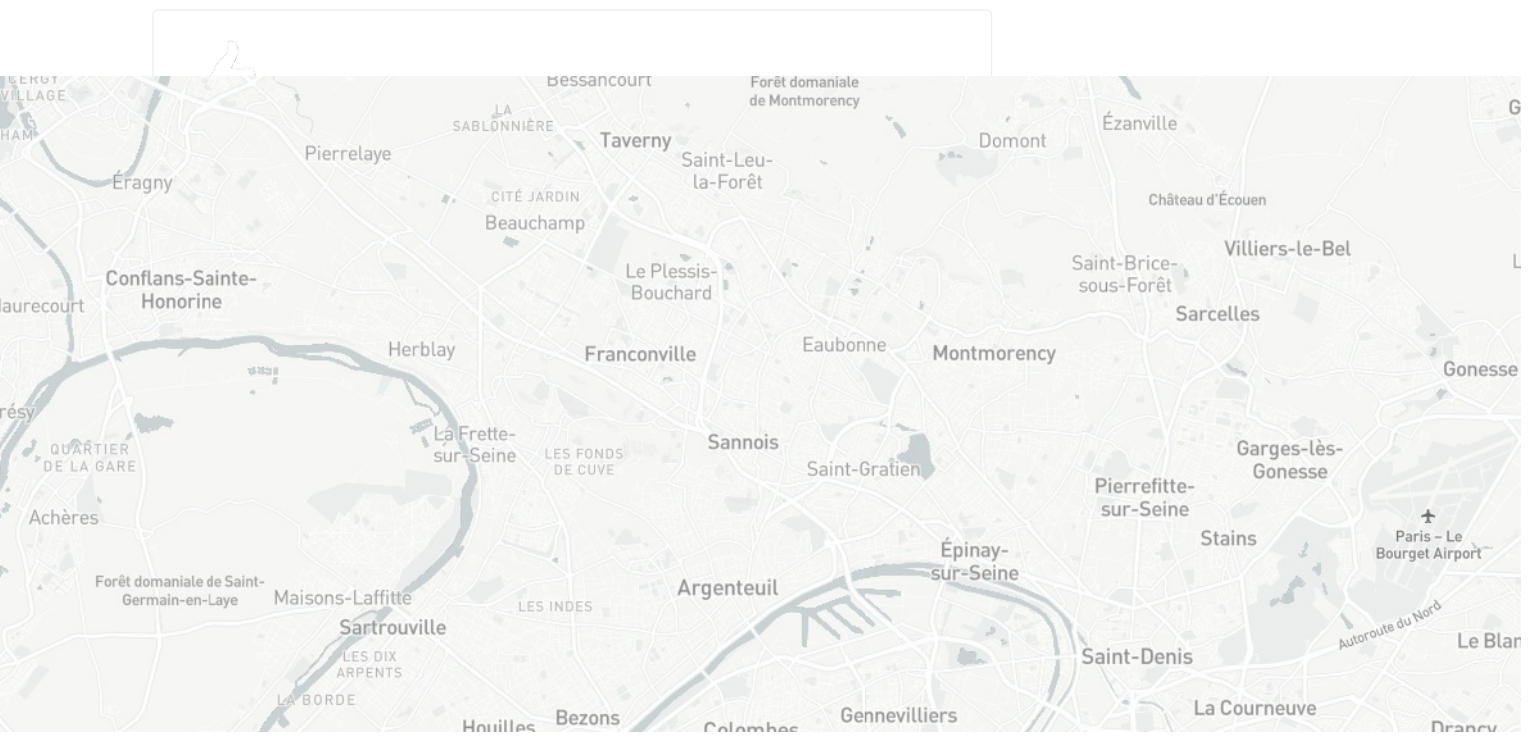 Bessancourt
Forêt domaniale
de Montmorency
VILLAGE
LA
SABLONNIÈRE
Taverny
Ézanville
Domont
Pierrelaye
Saint-Leu-
la-Forêt
Éragny
CITÉ JARDIN
Beauchamp
Château d'Écouen
Villiers-le-Bel
Conflans-Sainte-
Honorine
Le Plessis-
Bouchard
Saint-Brice-
sous-Forêt
Sarcelles
Herblay
Franconville
Eaubonne
Montmorency
Gonesse
QUARTIER
DE LA GARE
La Frette-
sur-Seine
LES FONDS
DE CUVE
Sannois
Saint-Gratien
Garges-lès-
Gonesse
Pierrefitte-
sur-Seine
Achères
Stains
Paris – Le
Bourget Airport
Épinay-
sur-Seine
Forêt domaniale de Saint-
Germain-en-Laye
Maisons-Laffitte
Argenteuil
LES INDES
Sartrouville
Autoroute du Nord
LES DIX
ARPENTS
Saint-Denis
LA BORDE
Houilles
Bezons
Colombes
Gennevilliers
La Courneuve
Drancy